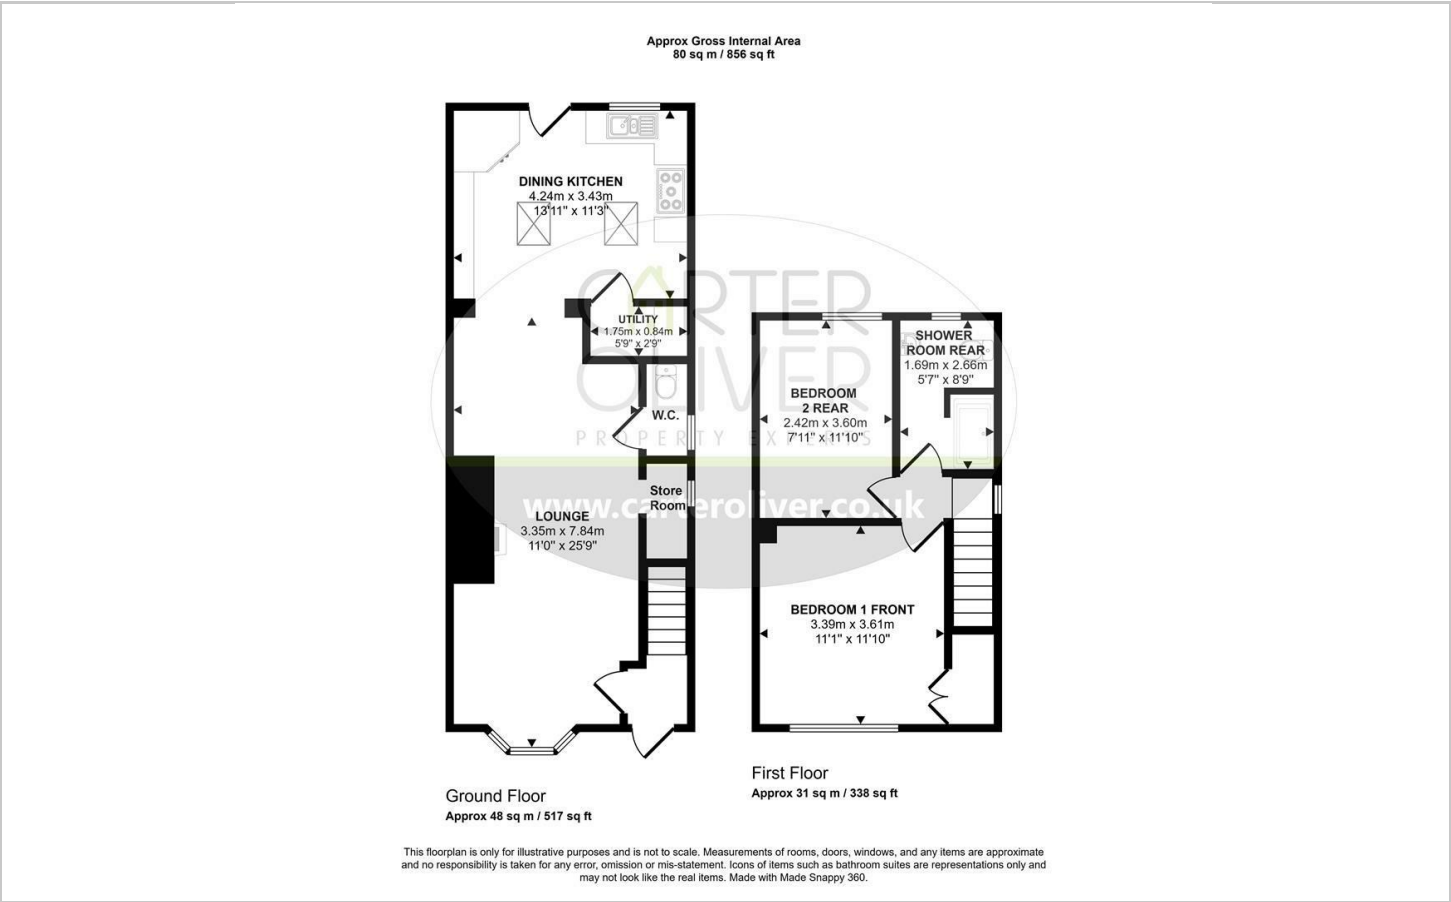 Approx Gross Internal Area
80 sq m / 856 sq ft
DINING KITCHEN
4.24m x 3.43m
13'11" x 11'3"
UTILITY
1.75m x 0.84m
5'9" x 2'9"
W.C.
Store
Room
LOUNGE
3.35m x 7.84m
11'0" x 25'9"
SHOWER
ROOM REAR
1.69m x 2.66m
5'7" x 8'9"
BEDROOM
2 REAR
2.42m x 3.60m
7'11" x 11'10"
BEDROOM 1 FRONT
3.39m x 3.61m
11'1" x 11'10"
CARTER
OLIVER
PROPERTY EXPERTS
www.carteroliver.co.uk
Ground Floor
Approx 48 sq m / 517 sq ft
First Floor
Approx 31 sq m / 338 sq ft
This floorplan is only for illustrative purposes and is not to scale. Measurements of rooms, doors, windows, and any items are approximate
and no responsibility is taken for any error, omission or mis-statement. Icons of items such as bathroom suites are representations only and
may not look like the real items. Made with Made Snappy 360.